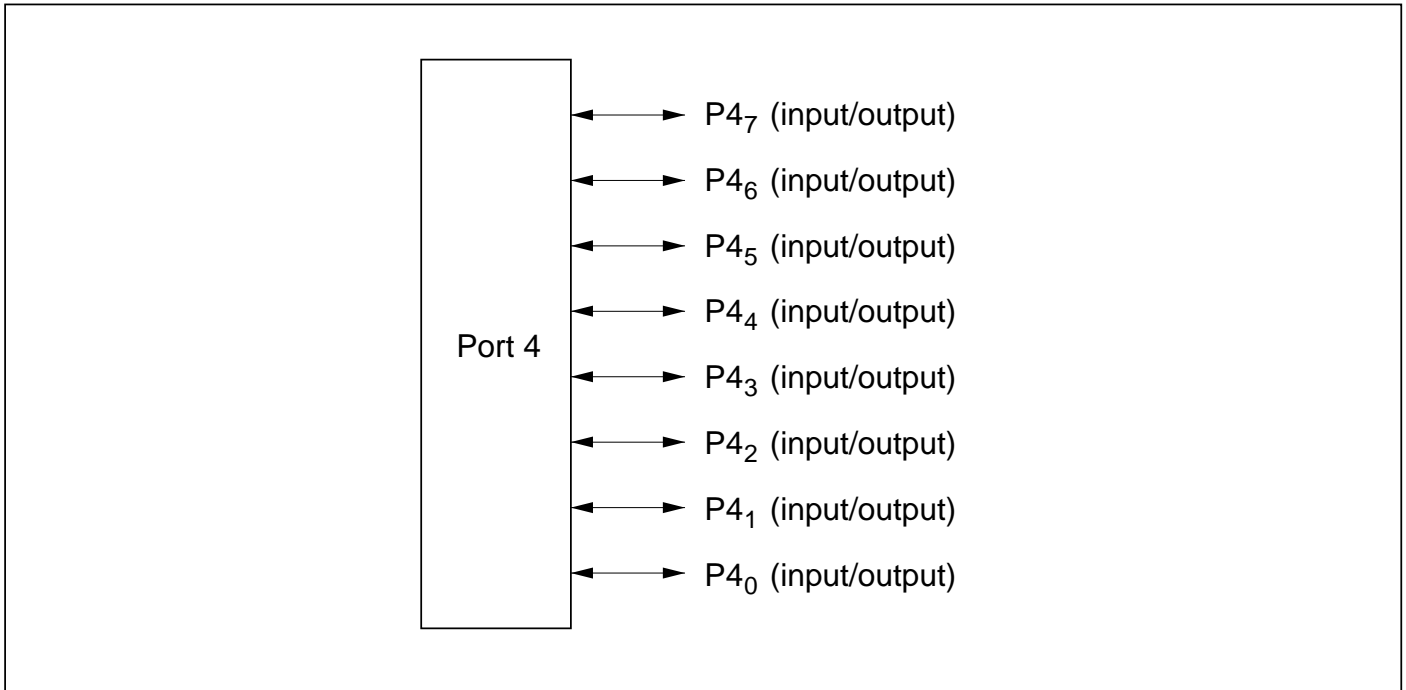 P4₇ (input/output)
P4₆ (input/output)
P4₅ (input/output)
P4₄ (input/output)
Port 4
P4₃ (input/output)
P4₂ (input/output)
P4₁ (input/output)
P4₀ (input/output)